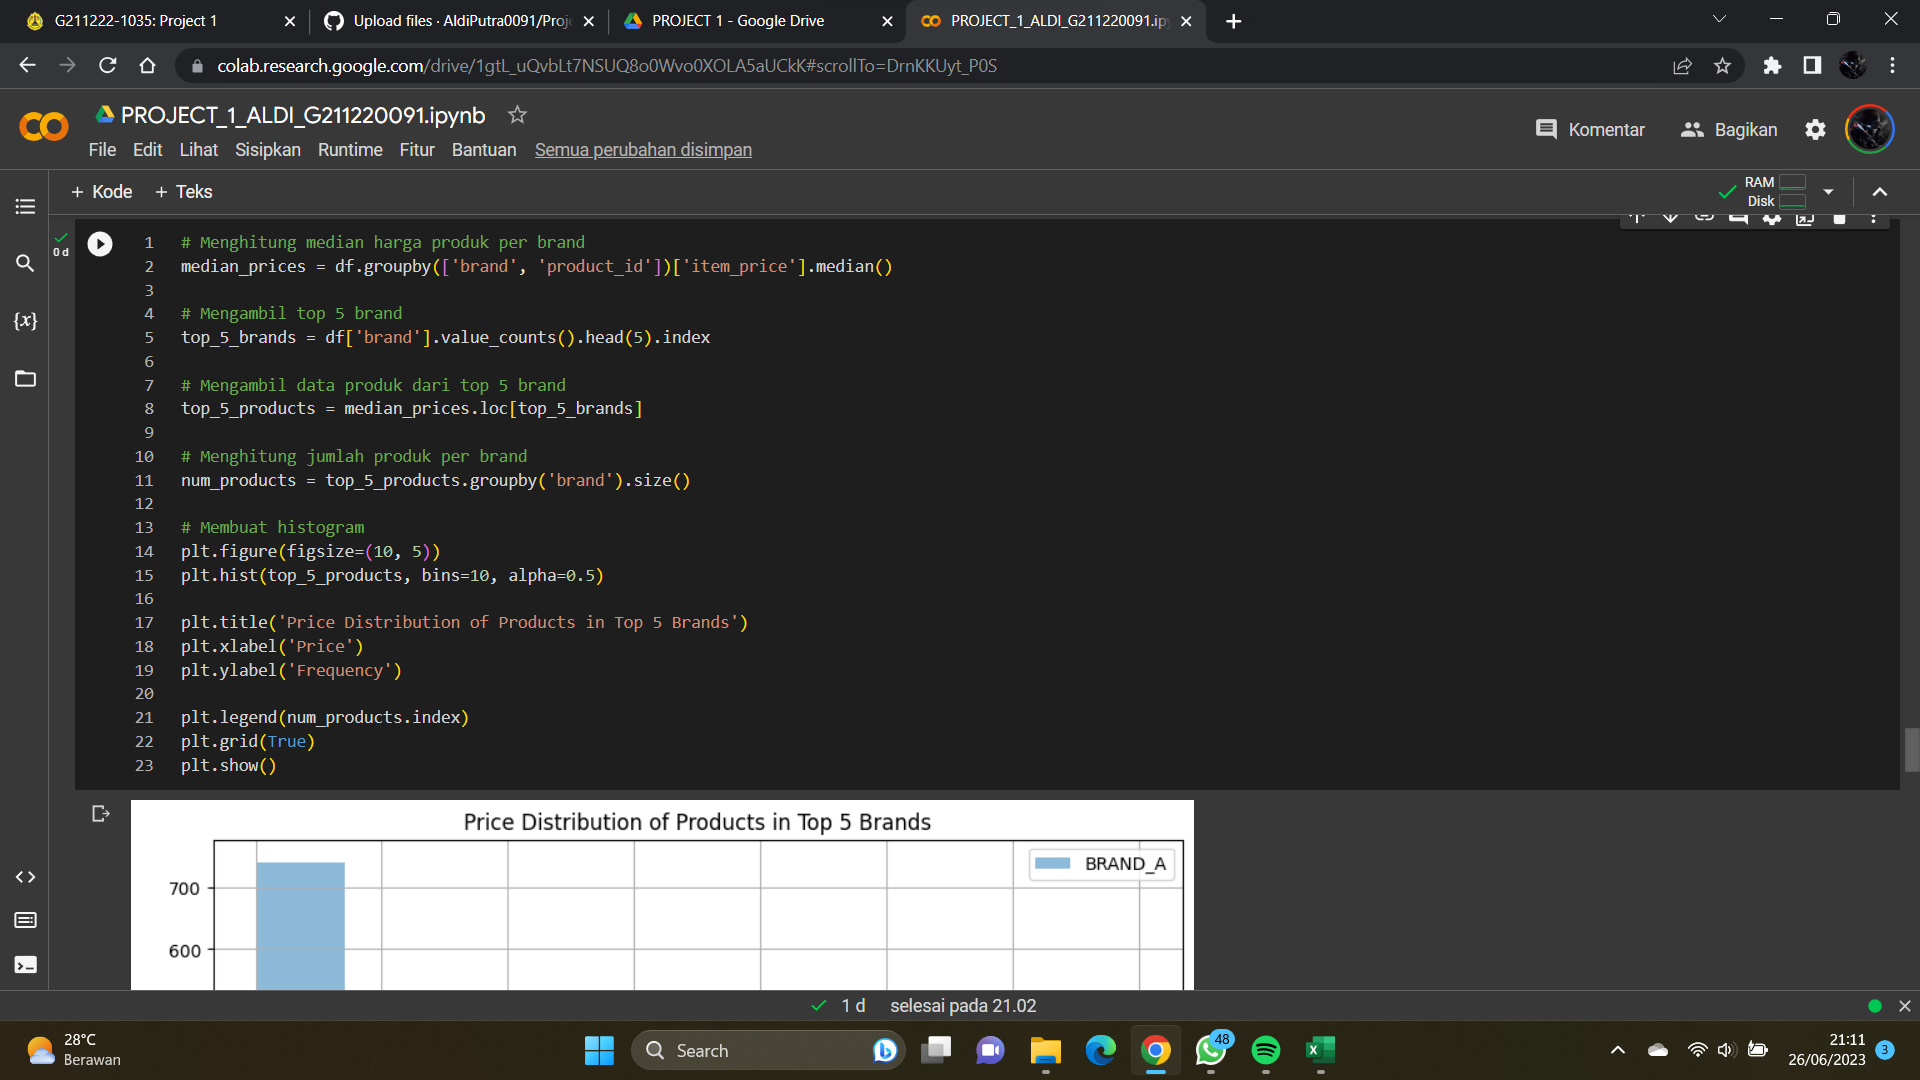 G211222-1035: Project 1
Upload files · AldiPutra0091/Proje
PROJECT 1 - Google Drive
PROJECT_1_ALDI_G211220091.ip
colab.research.google.com/drive/1gtL_uQvbLt7NSUQ8o0Wvo0XOLA5aUCkK#scrollTo=DrnKKUyt_P0S
PROJECT_1_ALDI_G211220091.ipynb
Komentar
Bagikan
File Edit Lihat Sisipkan Runtime Fitur Bantuan Semua perubahan disimpan
+ Kode + Teks
RAM
Disk
0 d
1 # Menghitung median harga produk per brand
2 median_prices = df.groupby(['brand', 'product_id'])['item_price'].median()
3
4 # Mengambil top 5 brand
5 top_5_brands = df['brand'].value_counts().head(5).index
6
7 # Mengambil data produk dari top 5 brand
8 top_5_products = median_prices.loc[top_5_brands]
9
10 # Menghitung jumlah produk per brand
11 num_products = top_5_products.groupby('brand').size()
12
13 # Membuat histogram
14 plt.figure(figsize=(10, 5))
15 plt.hist(top_5_products, bins=10, alpha=0.5)
16
17 plt.title('Price Distribution of Products in Top 5 Brands')
18 plt.xlabel('Price')
19 plt.ylabel('Frequency')
20
21 plt.legend(num_products.index)
22 plt.grid(True)
23 plt.show()
{x}
Price Distribution of Products in Top 5 Brands
BRAND_A
700
600
1 d selesai pada 21.02
28°C
Berawan
Search
48
21:11
26/06/2023
3